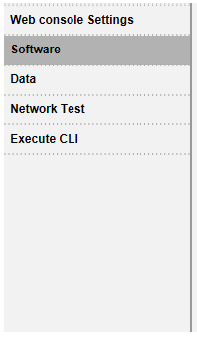 Web console Settings
Software
Data
Network Test
Execute CLI